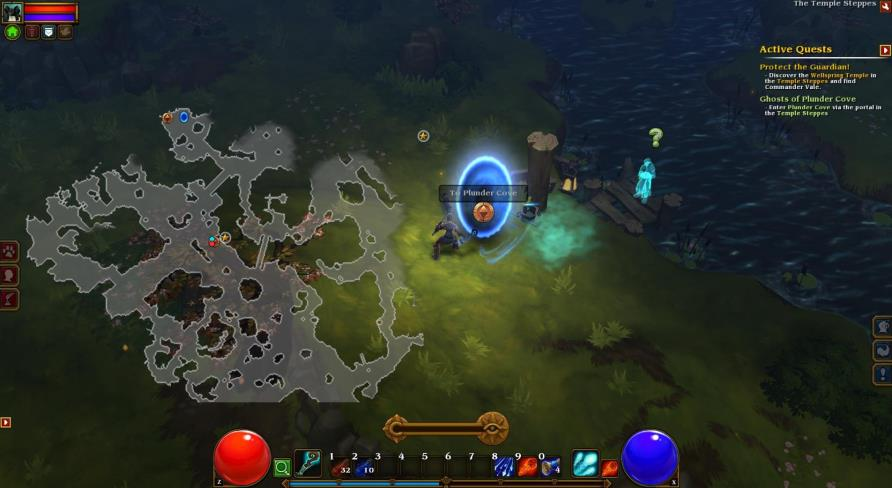 The Temple Steppes
Active Quests
Protect the Guardian!
- Discover the Wellspring Temple in
the Temple Steppes and find
Commander Vale.
Ghosts of Plunder Cove
- Enter Plunder Cove via the portal in
the Temple Steppes
?
To Plunder Cove
1 2 3 4 5 6 7 8 9 0
32 10 4
z x